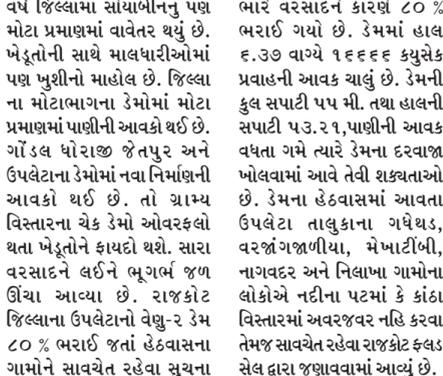 વર્ષે જિલ્લામાં સોયાબીનનું પણ
મોટા પ્રમાણમાં વાવેતર થયું છે.
ખેડૂતોની સાથે માલધારીઓમાં
પણ ખુશીનો માહોલ છે. જિલ્લા
ના મોટાભાગના ડેમોમાં મોટા
પ્રમાણમાં પાણીની આવકો થઈ છે.
ગોંડલ ધોરાજી જેતપુર અને
ઉપલેટાના ડેમોમાં નવા નિર્માણની
આવકો થઈ છે. તો ગ્રામ્ય
વિસ્તારના ચેક ડેમો ઓવરફ્લો
થતા ખેડૂતોને ફાયદો થશે. સારા
વરસાદને લઈને ભૂગર્ભ જળ
ઊંચા આવ્યા છે. રાજકોટ
જિલ્લાના ઉપલેટાનો વેણુ-૨ ડેમ
૮૦ % ભરાઈ જતાં હેઠવાસના
ગામોને સાવચેત રહેવા સુચના
ભારે વરસાદને કારણે ૮૦ %
ભરાઈ ગયો છે. ડેમમાં હાલ
૬.૩૭ વાગ્યે ૧૬૬૬૬ કયુસેક
પ્રવાહની આવક ચાલું છે. ડેમની
કુલ સપાટી ૫૫ મી. તથા હાલની
સપાટી ૫૩.૨૧,પાણીની આવક
વધતા ગમે ત્યારે ડેમના દરવાજા
ખોલવામાં આવે તેવી શક્યતાઓ
છે. ડેમના હેઠવાસમાં આવતા
ઉપલેટા તાલુકાના ગધેથડ,
વરજાંગજાળીયા, મેખાટીંબી,
નાગવદર અને નિલાખા ગામોના
લોકોએ નદીના પટમાં કે કાંઠા
વિસ્તારમાં અવરજવર નહિ કરવા
તેમજ સાવચેત રહેવા રાજકોટ ફ્લડ
સેલ દ્વારા જણાવવામાં આવ્યું છે.